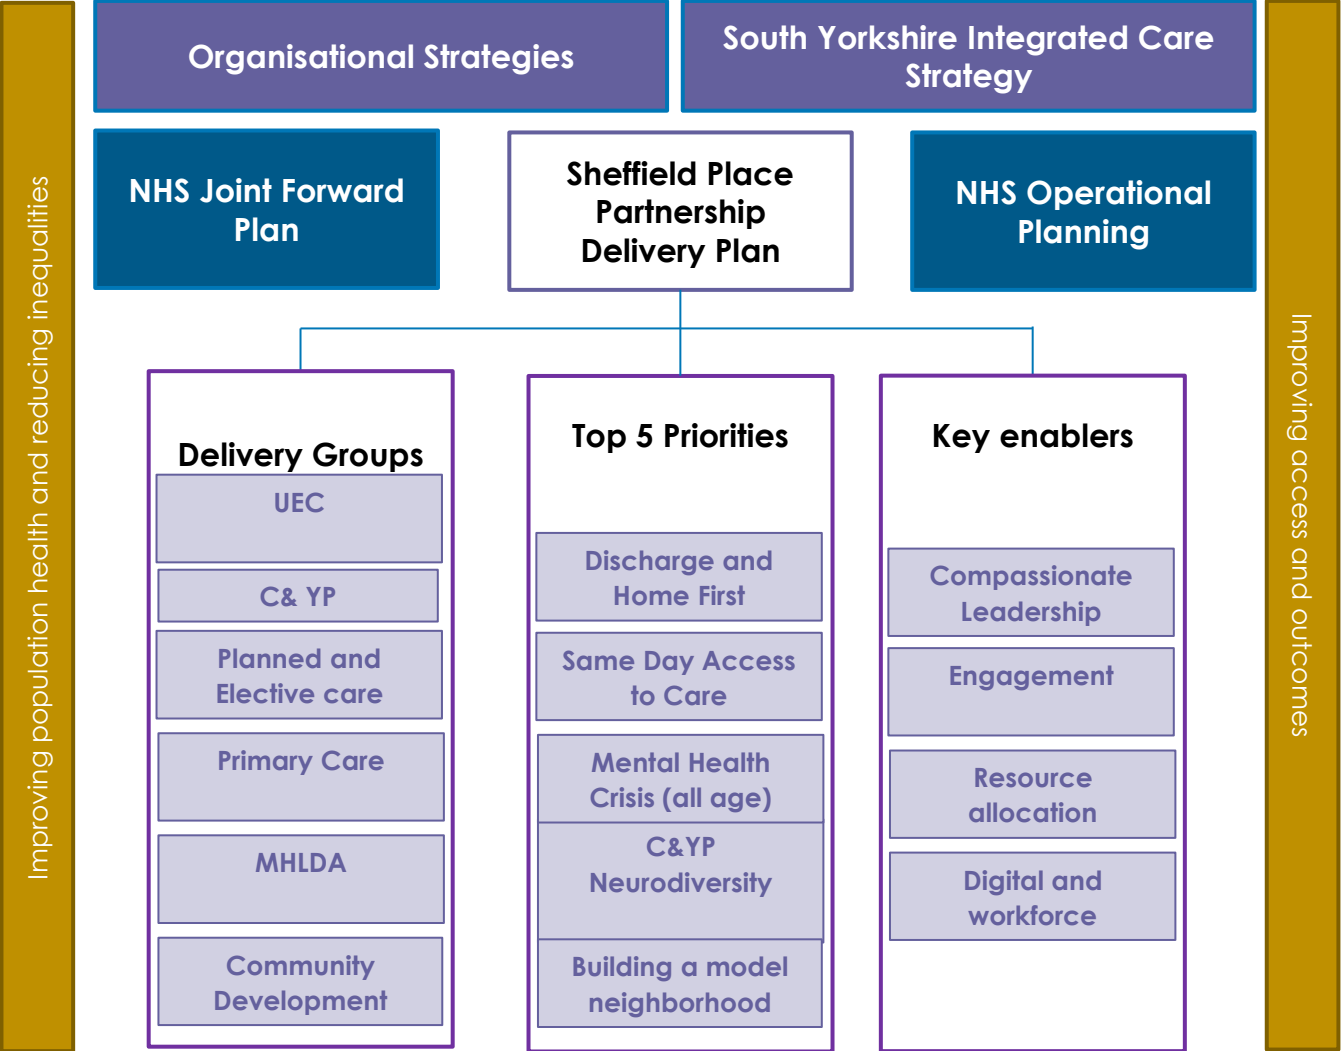 Organisational Strategies
South Yorkshire Integrated Care
Strategy
NHS Joint Forward
Plan
Sheffield Place
Partnership
Delivery Plan
NHS Operational
Planning
Improving population health and reducing inequalities
Delivery Groups
UEC
C& YP
Planned and
Elective care
Primary Care
MHLDA
Community
Development
Top 5 Priorities
Discharge and
Home First
Same Day Access
to Care
Mental Health
Crisis (all age)
C&YP
Neurodiversity
Building a model
neighborhood
Key enablers
Compassionate
Leadership
Engagement
Resource
allocation
Digital and
workforce
Improving access and outcomes